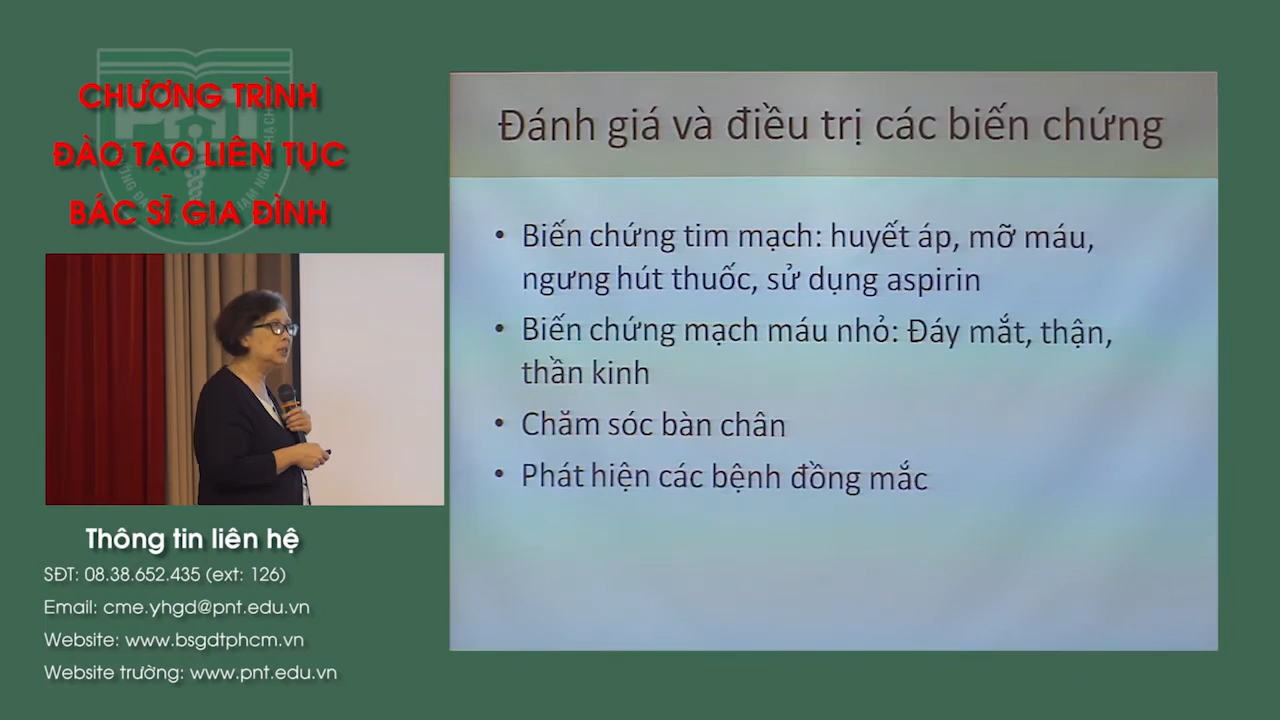 CHƯƠNG TRÌNH
ĐÀO TẠO LIÊN TỤC
BÁC SĨ GIA ĐÌNH
Đánh giá và điều trị các biến chứng
• Biến chứng tim mạch: huyết áp, mỡ máu,
ngưng hút thuốc, sử dụng aspirin
• Biến chứng mạch máu nhỏ: Đáy mắt, thận,
thần kinh
• Chăm sóc bàn chân
• Phát hiện các bệnh đồng mắc
Thông tin liên hệ
SĐT: 08.38.652.435 (ext: 126)
Email: cme.yhgd@pnt.edu.vn
Website: www.bsgdtphcm.vn
Website trường: www.pnt.edu.vn